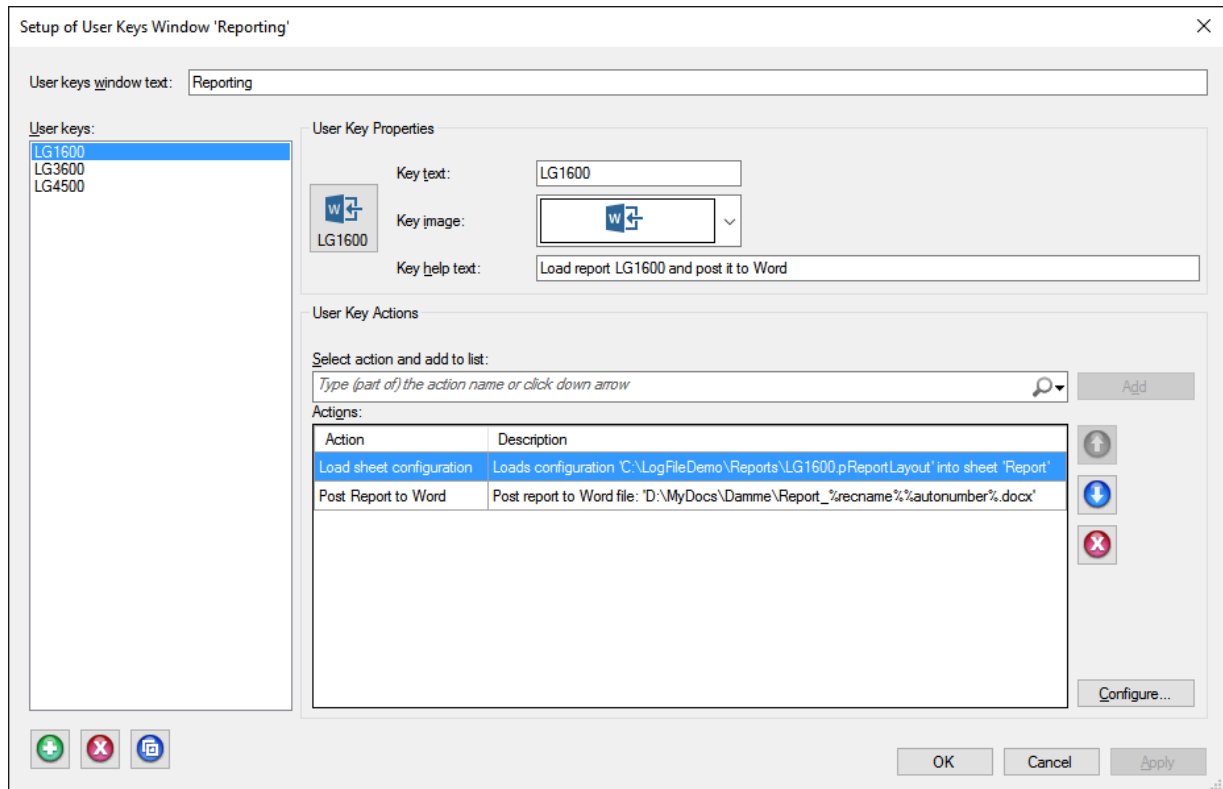 Setup of User Keys Window 'Reporting'
User keys window text: Reporting
User keys:
LG1600
LG3600
LG4500
User Key Properties
Key text: LG1600
W
LG1600
Key image: W
Key help text: Load report LG1600 and post it to Word
User Key Actions
Select action and add to list:
Type (part of) the action name or click down arrow Add
Actions:
Action Description
Load sheet configuration Loads configuration 'C:\LogFileDemo\Reports\LG1600.pReportLayout' into sheet 'Report'
Post Report to Word Post report to Word file: 'D:\MyDocs\Damme\Report_%recname%%autonumber%.docx'
Configure...
OK Cancel Apply